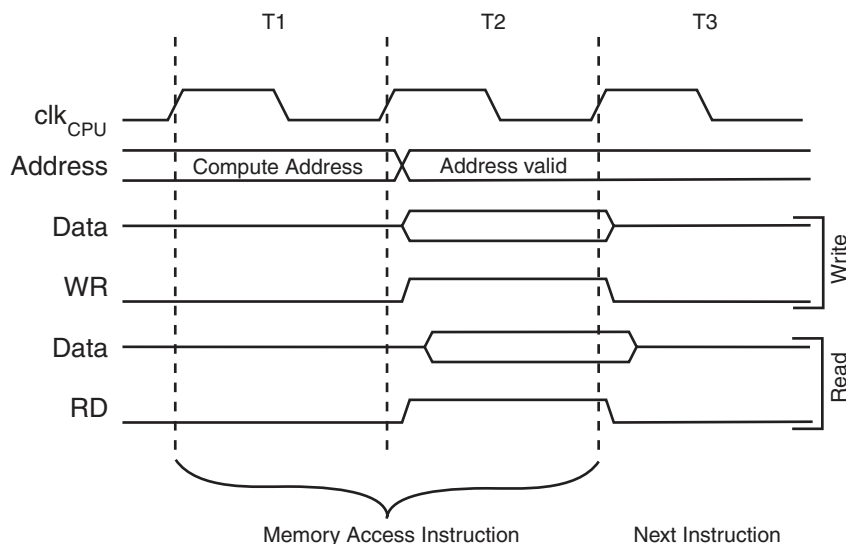 T1 T2 T3
clkCPU
Address Compute Address Address valid
Data
WR
Write
Data
RD
Read
Memory Access Instruction Next Instruction